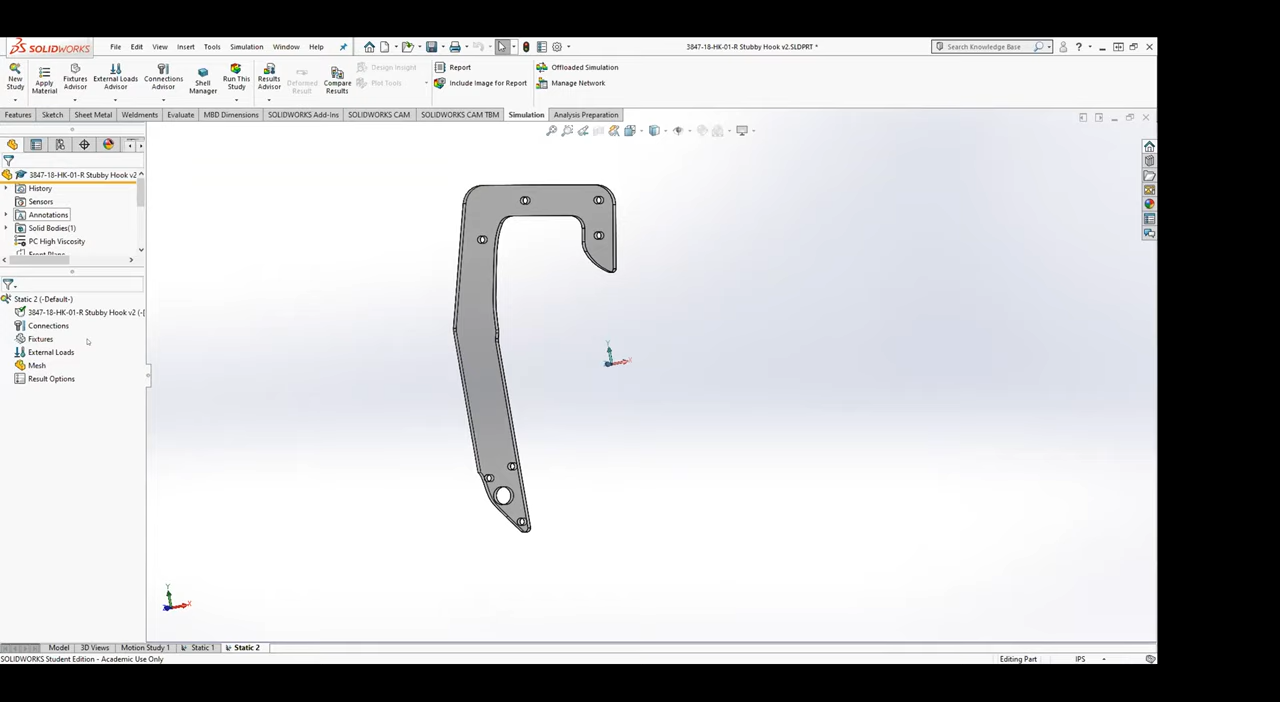 SOLIDWORKS
File Edit View Insert Tools Simulation Window Help
3847-18-HK-01-R Stubby Hook v2.SLDPRT *
Search Knowledge Base
New Study
Apply Material
Fixtures Advisor
External Loads Advisor
Connections Advisor
Shell Manager
Run This Study
Results Advisor
Deformed Result
Compare Results
Design Insight
Plot Tools
Report
Include Image for Report
Offloaded Simulation
Manage Network
Features Sketch Sheet Metal Weldments Evaluate MBD Dimensions SOLIDWORKS Add-Ins SOLIDWORKS CAM SOLIDWORKS CAM TBM Simulation Analysis Preparation
3847-18-HK-01-R Stubby Hook v2
History
Sensors
Annotations
Solid Bodies(1)
PC High Viscosity
Front Plane
Static 2 (-Default-)
3847-18-HK-01-R Stubby Hook v2 (-[
Connections
Fixtures
External Loads
Mesh
Result Options
Y
X
Y
X
Model 3D Views Motion Study 1 Static 1 Static 2
SOLIDWORKS Student Edition - Academic Use Only
Editing Part IPS